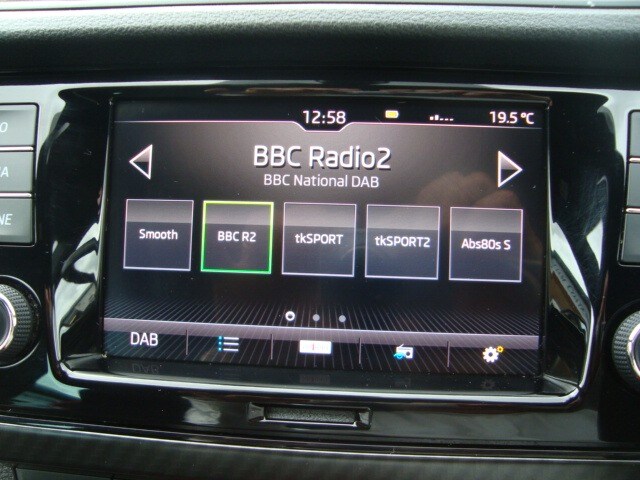 12:58 19.5 °C
BBC Radio2
BBC National DAB
Smooth BBC R2 tkSPORT tkSPORT2 Abs80s S
DAB